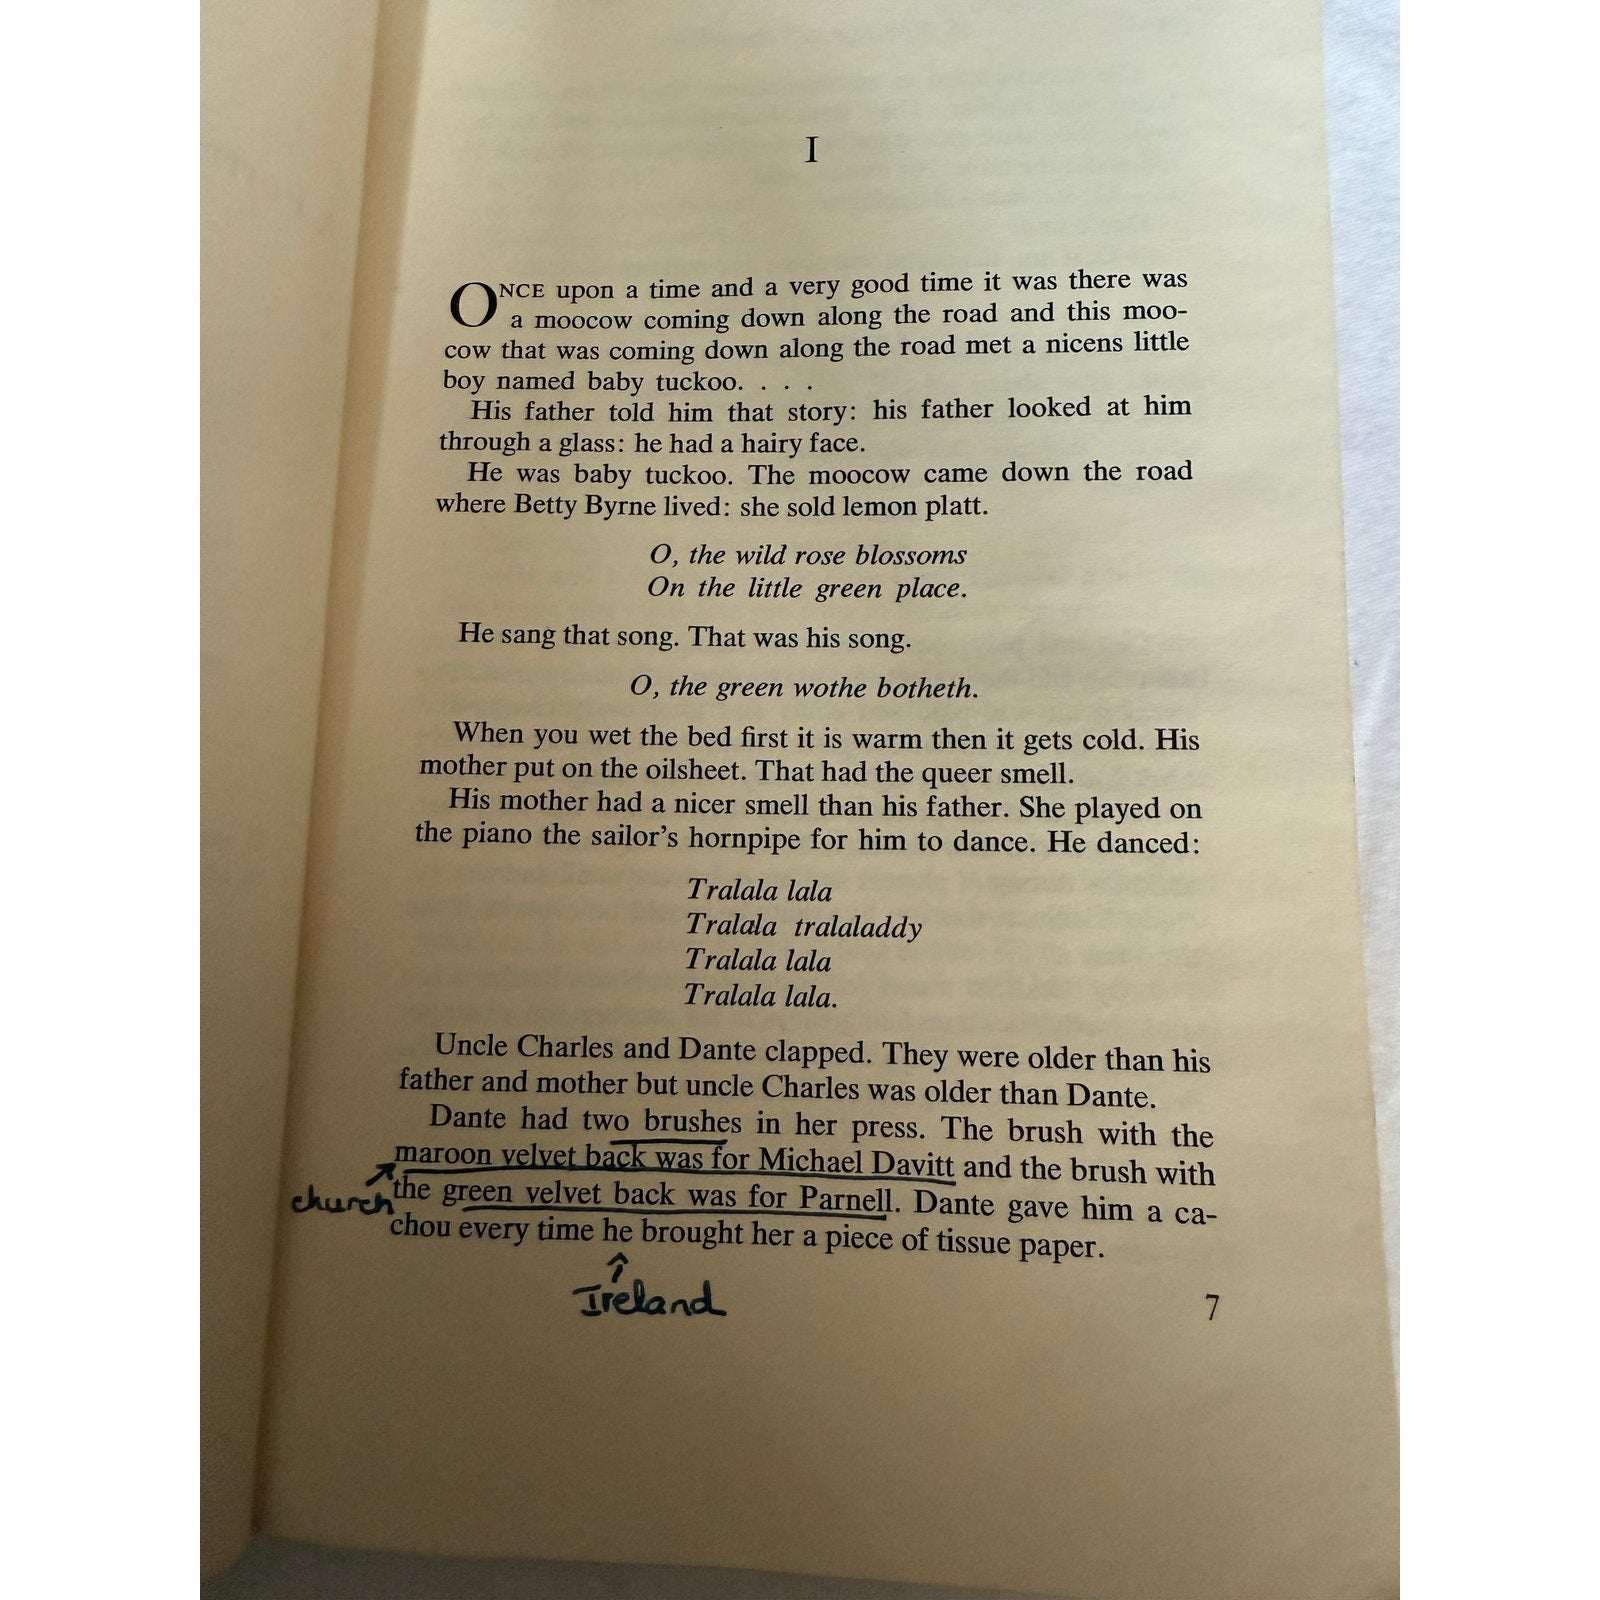 I
ONCE upon a time and a very good time it was there was
a moocow coming down along the road and this moo-
cow that was coming down along the road met a nicens little
boy named baby tuckoo. . . .
His father told him that story: his father looked at him
through a glass: he had a hairy face.
He was baby tuckoo. The moocow came down the road
where Betty Byrne lived: she sold lemon platt.
O, the wild rose blossoms
On the little green place.
He sang that song. That was his song.
O, the green wothe botheth.
When you wet the bed first it is warm then it gets cold. His
mother put on the oilsheet. That had the queer smell.
His mother had a nicer smell than his father. She played on
the piano the sailor's hornpipe for him to dance. He danced:
Tralala lala
Tralala tralaladdy
Tralala lala
Tralala lala.
Uncle Charles and Dante clapped. They were older than his
father and mother but uncle Charles was older than Dante.
Dante had two brushes in her press. The brush with the
maroon velvet back was for Michael Davitt and the brush with
church
the green velvet back was for Parnell. Dante gave him a ca-
chou every time he brought her a piece of tissue paper.
Ireland
7